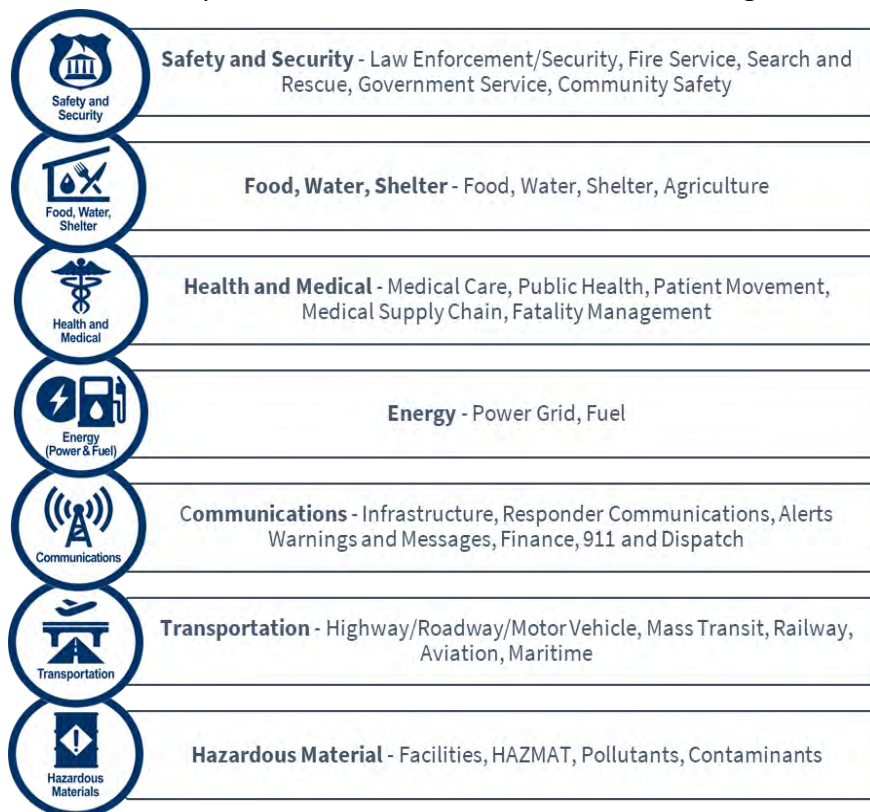 Safety and Security - Law Enforcement/Security, Fire Service, Search and
Rescue, Government Service, Community Safety
Safety and
Security
Food, Water, Shelter - Food, Water, Shelter, Agriculture
Food, Water,
Shelter
Health and Medical - Medical Care, Public Health, Patient Movement,
Medical Supply Chain, Fatality Management
Health and
Medical
Energy - Power Grid, Fuel
Energy
(Power & Fuel)
Communications - Infrastructure, Responder Communications, Alerts
Warnings and Messages, Finance, 911 and Dispatch
Communications
Transportation - Highway/Roadway/Motor Vehicle, Mass Transit, Railway,
Aviation, Maritime
Transportation
Hazardous Material - Facilities, HAZMAT, Pollutants, Contaminants
Hazardous
Materials